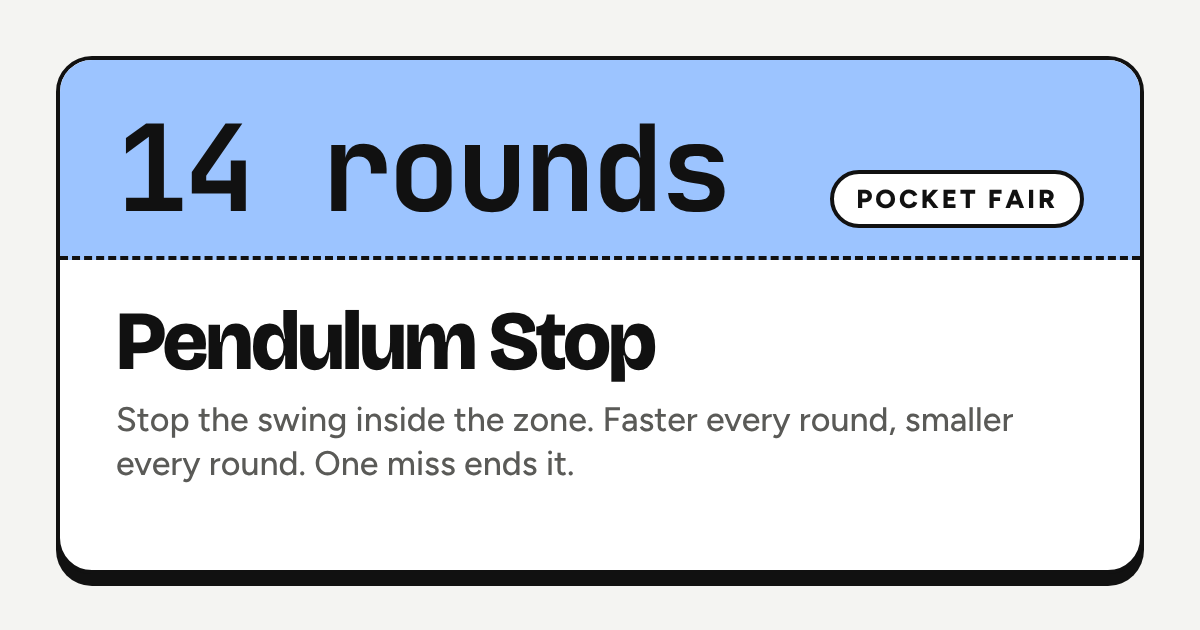 14 rounds
POCKET FAIR
Pendulum Stop
Stop the swing inside the zone. Faster every round, smaller
every round. One miss ends it.